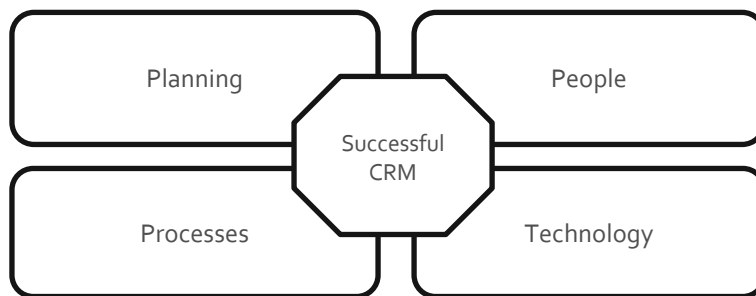 Planning
People
Successful
CRM
Processes
Technology